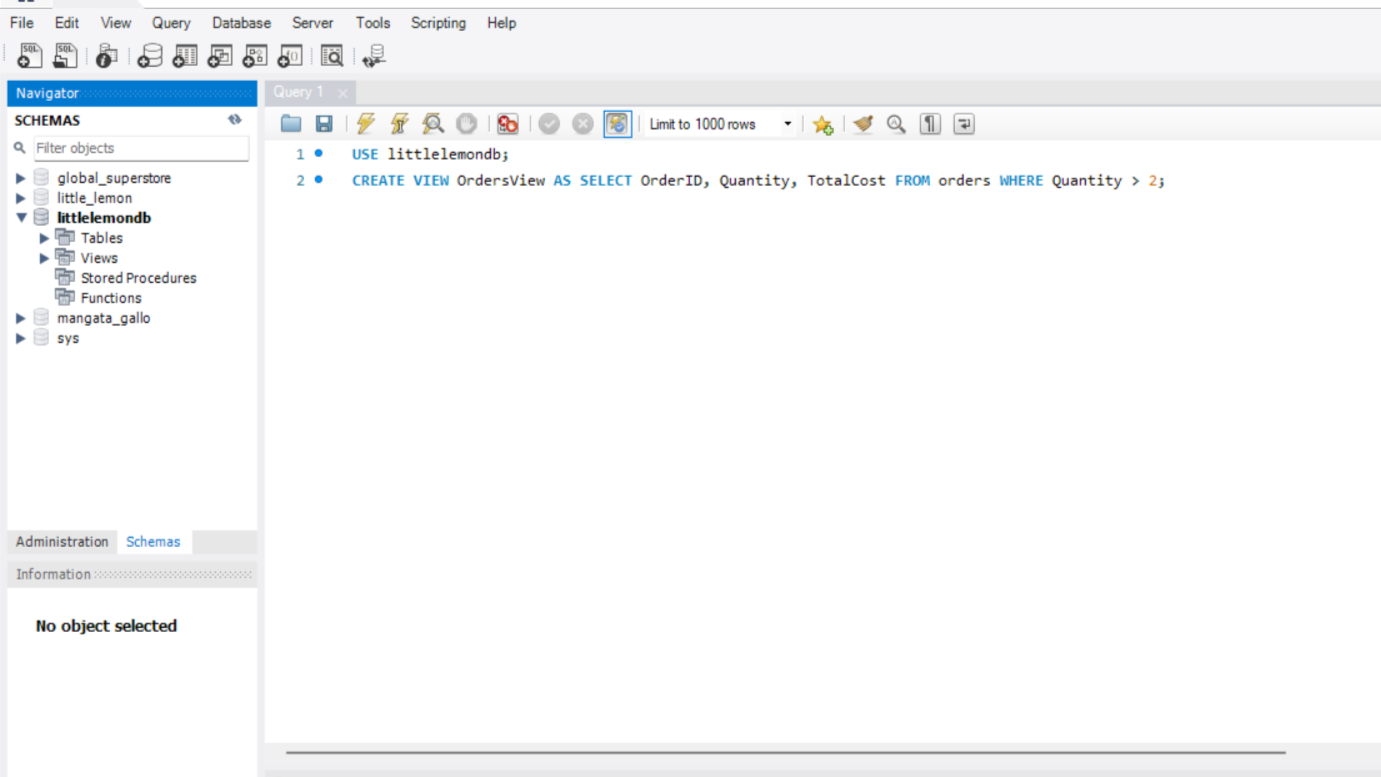 File Edit View Query Database Server Tools Scripting Help
SQL SQL
Navigator
SCHEMAS
Filter objects
global_superstore
little_lemon
littlelemondb
Tables
Views
Stored Procedures
Functions
mangata_gallo
sys
Administration Schemas
Information
No object selected
Query 1
Limit to 1000 rows
1 USE littlelemondb;
2 CREATE VIEW OrdersView AS SELECT OrderID, Quantity, TotalCost FROM orders WHERE Quantity > 2;